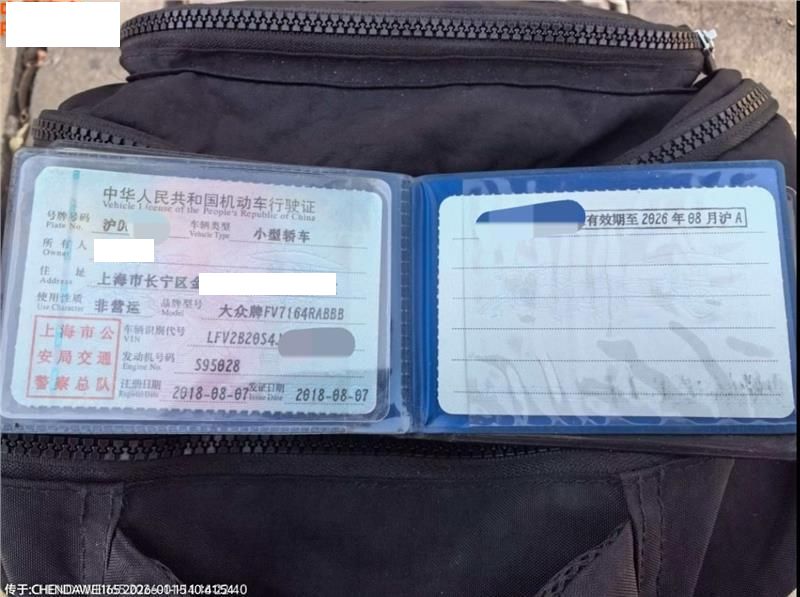 中华人民共和国机动车行驶证
Vehicle License of the People's Republic of China
号牌号码 沪D 车辆类型 小型轿车
Plate No. Vehicle Type
所有人
Owner
住址 上海市长宁区金
Address
使用性质 非营运 品牌型号 大众牌FV7164RABBB
Use Character Model
上海市公安局交通警察总队
车辆识别代号 LFV2B20S4
VIN
发动机号码 S95028
Engine No.
注册日期 2018-08-07 发证日期 2018-08-07
Register Date Issue Date
有效期至2026年08月沪A
传于:CHENDAWEI165